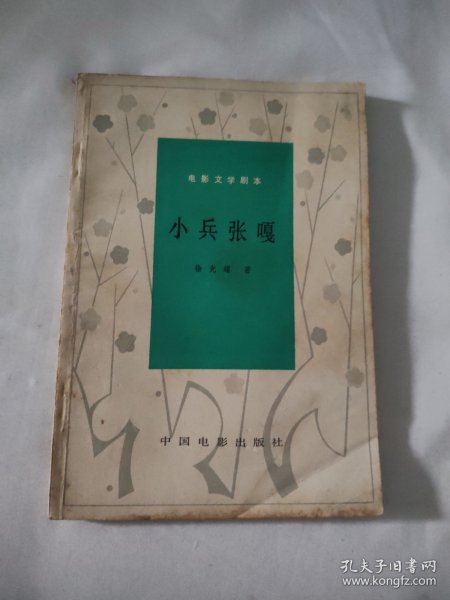 电影文学剧本
小兵张嘎
徐光耀 著
中国电影出版社
孔夫子旧书网
www.kongfz.com